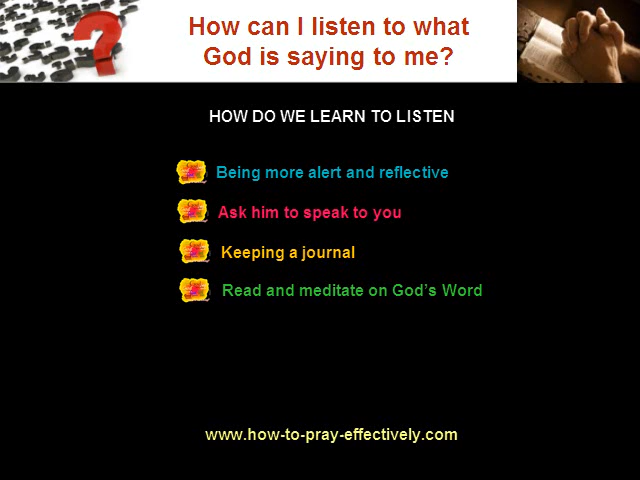 How can I listen to what
God is saying to me?
HOW DO WE LEARN TO LISTEN
Being more alert and reflective
Ask him to speak to you
Keeping a journal
Read and meditate on God's Word
www.how-to-pray-effectively.com